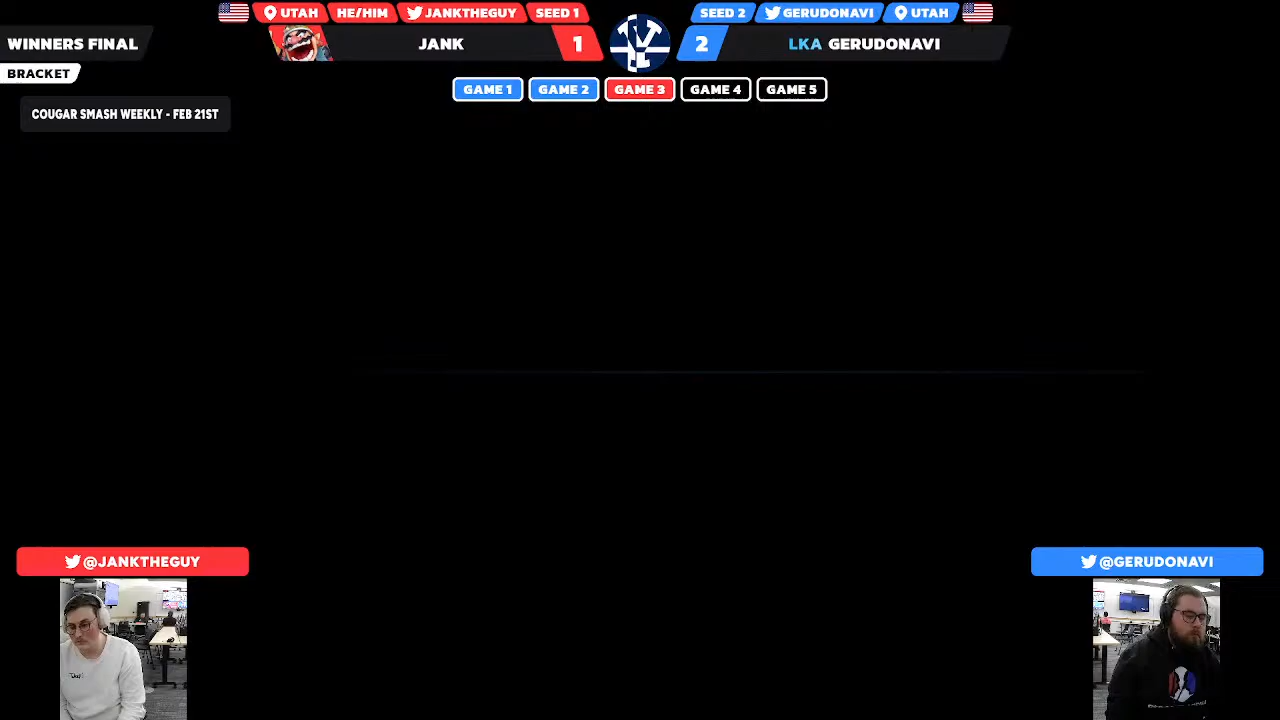 UTAH HE/HIM JANKTHEGUY SEED 1
SEED 2 GERUDONAVI UTAH
WINNERS FINAL
JANK 1
2 LKA GERUDONAVI
BRACKET
GAME 1 GAME 2 GAME 3 GAME 4 GAME 5
COUGAR SMASH WEEKLY - FEB 21ST
@JANKTHEGUY
@GERUDONAVI